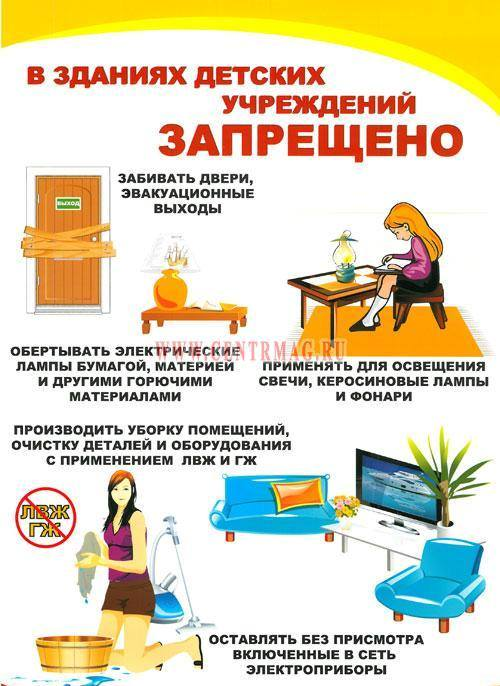 В ЗДАНИЯХ ДЕТСКИХ
УЧРЕЖДЕНИЙ
ЗАПРЕЩЕНО
ЗАБИВАТЬ ДВЕРИ,
ЭВАКУАЦИОННЫЕ
ВЫХОДЫ
ВЫХОД
WWW.CENTRMAG.RU
ОБЕРТЫВАТЬ ЭЛЕКТРИЧЕСКИЕ
ЛАМПЫ БУМАГОЙ, МАТЕРИЕЙ
И ДРУГИМИ ГОРЮЧИМИ
МАТЕРИАЛАМИ
ПРИМЕНЯТЬ ДЛЯ ОСВЕЩЕНИЯ
СВЕЧИ, КЕРОСИНОВЫЕ ЛАМПЫ
И ФОНАРИ
ПРОИЗВОДИТЬ УБОРКУ ПОМЕЩЕНИЙ,
ОЧИСТКУ ДЕТАЛЕЙ И ОБОРУДОВАНИЯ
С ПРИМЕНЕНИЕМ ЛВЖ И ГЖ
ЛВЖ
ГЖ
ОСТАВЛЯТЬ БЕЗ ПРИСМОТРА
ВКЛЮЧЕННЫЕ В СЕТЬ
ЭЛЕКТРОПРИБОРЫ